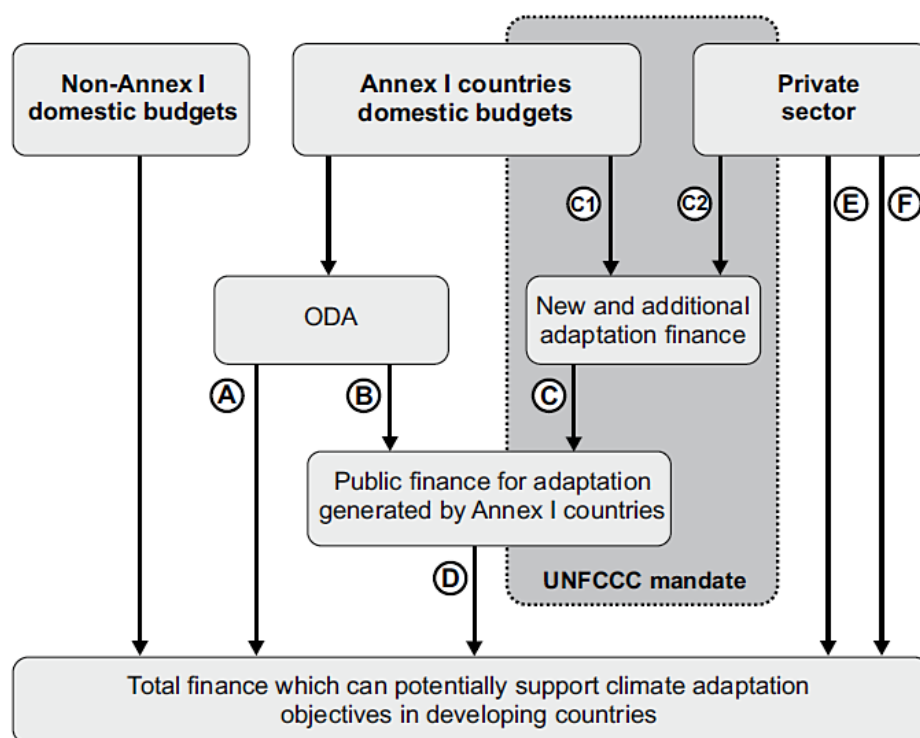 Non-Annex I
domestic budgets
Annex I countries
domestic budgets
Private
sector
C1
C2
E
F
ODA
New and additional
adaptation finance
A
B
C
Public finance for adaptation
generated by Annex I countries
D
UNFCCC mandate
Total finance which can potentially support climate adaptation
objectives in developing countries